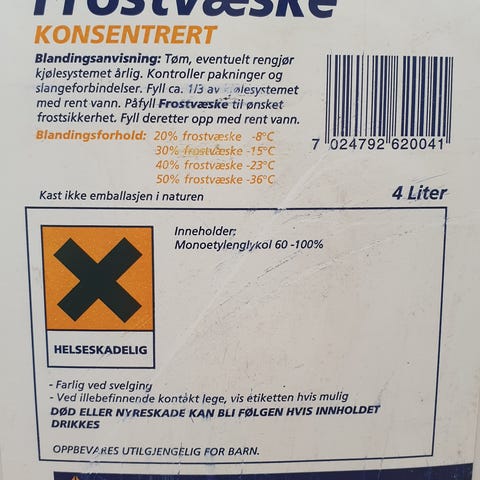 Frostvæske
KONSENTRERT
Blandingsanvisning: Tøm, eventuelt rengjør
kjølesystemet årlig. Kontroller pakninger og
slangeforbindelser. Fyll ca. 1/3 av kjølesystemet
med rent vann. Påfyll Frostvæske til ønsket
frostsikkerhet. Fyll deretter opp med rent vann.
Blandingsforhold: 20% frostvæske -8°C
30% frostvæske -15°C
40% frostvæske -23°C
50% frostvæske -36°C
7 024792 620041
Kast ikke emballasjen i naturen
4 Liter
Inneholder:
Monoetylenglykol 60 -100%
HELSESKADELIG
- Farlig ved svelging
- Ved illebefinnende kontakt lege, vis etiketten hvis mulig
DØD ELLER NYRESKADE KAN BLI FØLGEN HVIS INNHOLDET
DRIKKES
OPPBEVARES UTILGJENGELIG FOR BARN.